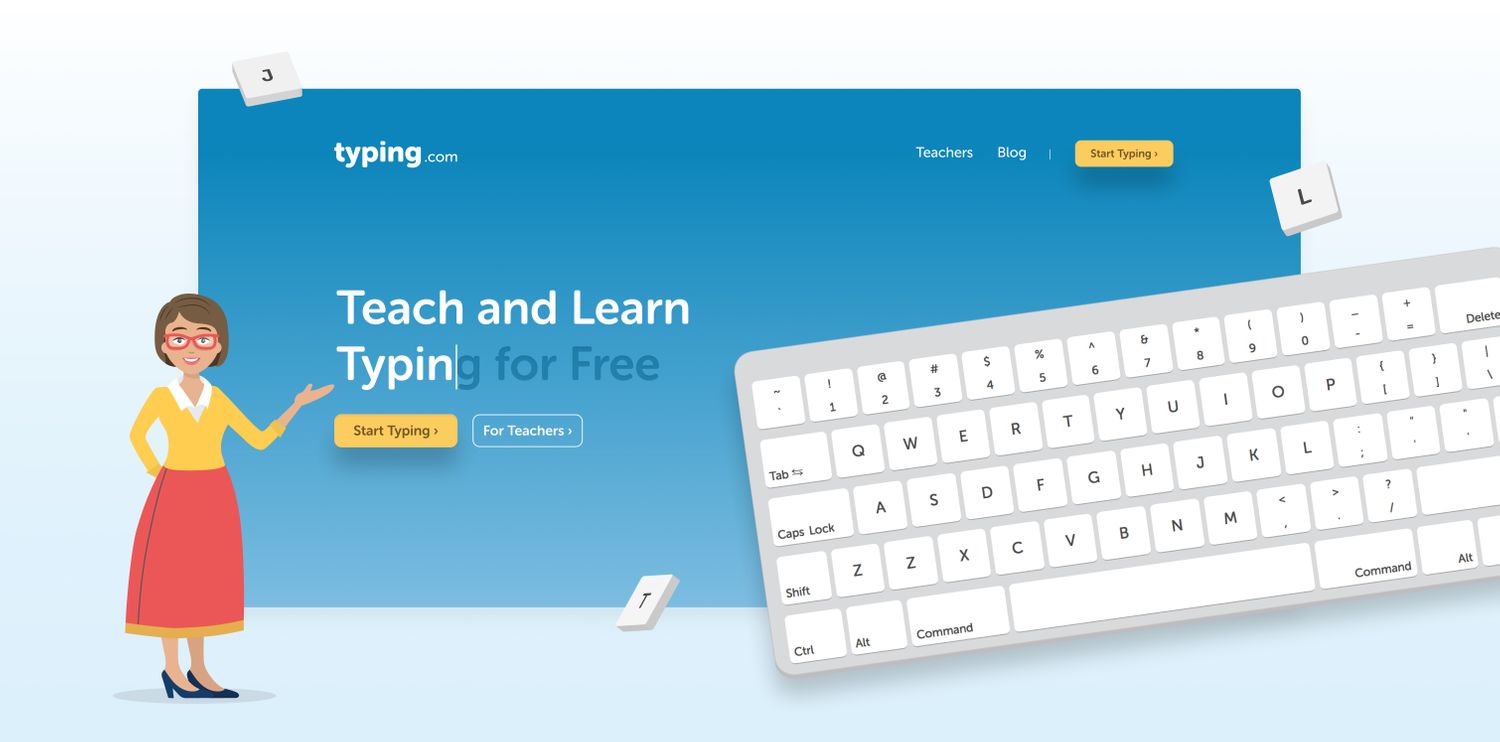 J
typing.com
Teachers Blog | Start Typing ›
L
Teach and Learn
Typing for Free
Start Typing › For Teachers ›
T
~ ! @ # $ % ^ & * ( ) – +
` 1 2 3 4 5 6 7 8 9 0 - = Delete
Tab ⇆ Q W E R T Y U I O P { [ } ] | \
Caps Lock A S D F G H J K L : ; " ' " '
Shift Z Z X C V B N M < , > . ? /
Ctrl Alt Command Command Alt